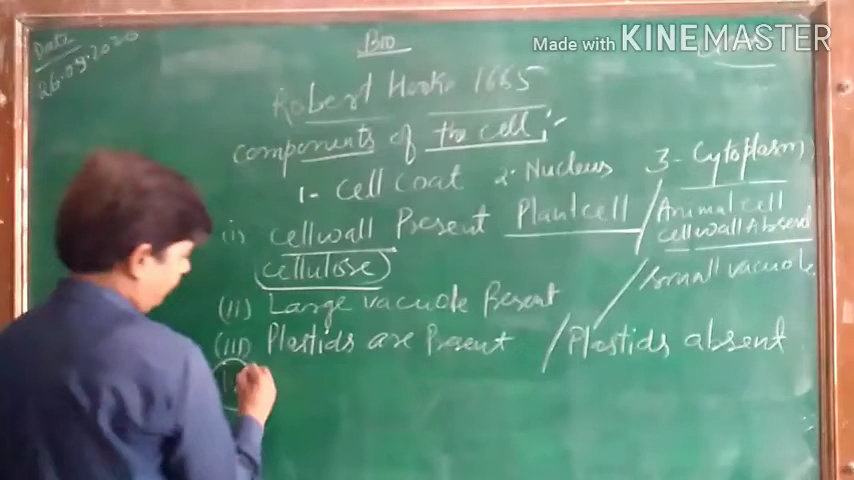 Date
26.09.2020
Bio
Made with KINEMASTER
Robert Hooke 1665
Components of the cell :-
1- Cell coat 2. Nucleus 3- Cytoplasm
(i) cellwall Present Plantcell / Animal cell
cellwall Absend
(cellulose)
(II) Large vacuole Present / small vacuole
(III) Plastids are Present / Plastids absent